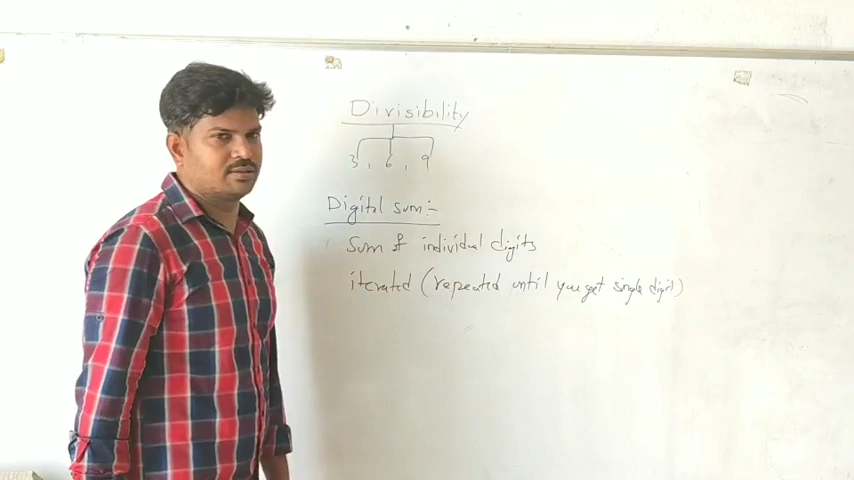 Divisibility
3, 6, 9
Digital sum:-
Sum of individual digits
iterated (repeated until you get single digit)